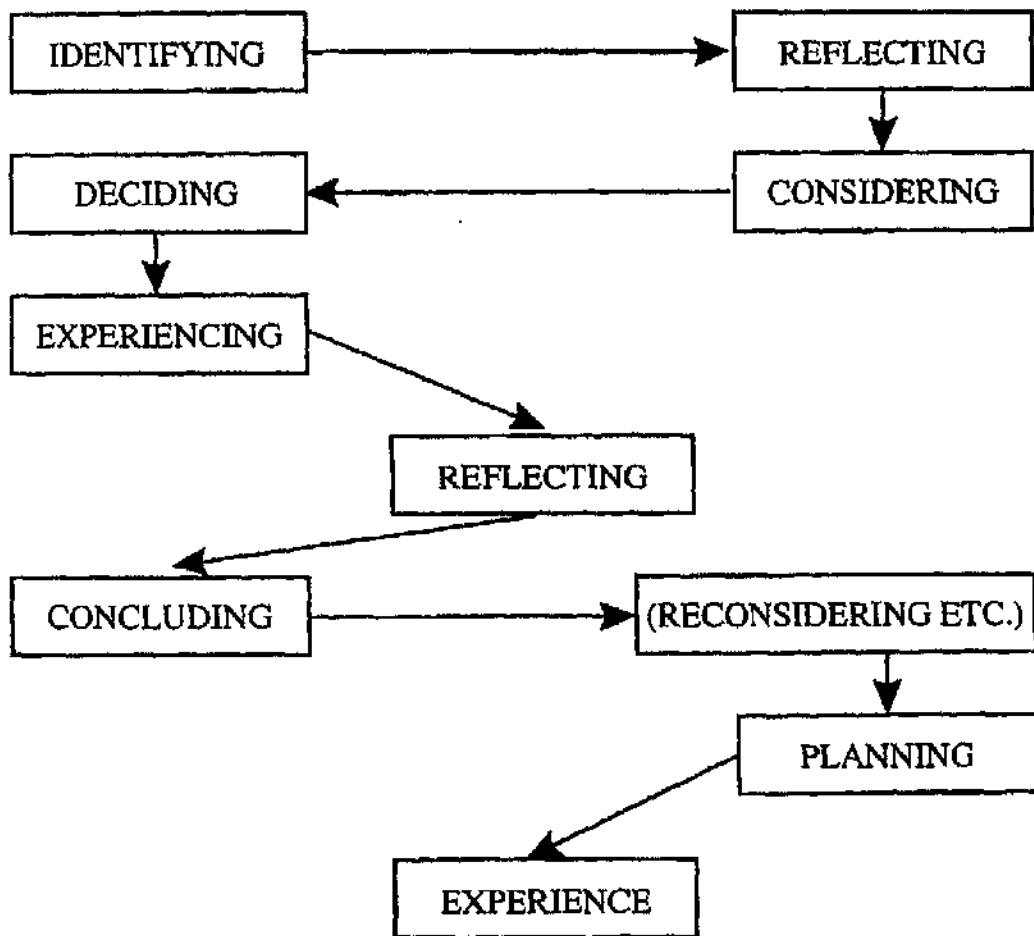 IDENTIFYING
REFLECTING
DECIDING
CONSIDERING
EXPERIENCING
REFLECTING
CONCLUDING
(RECONSIDERING ETC.)
PLANNING
EXPERIENCE